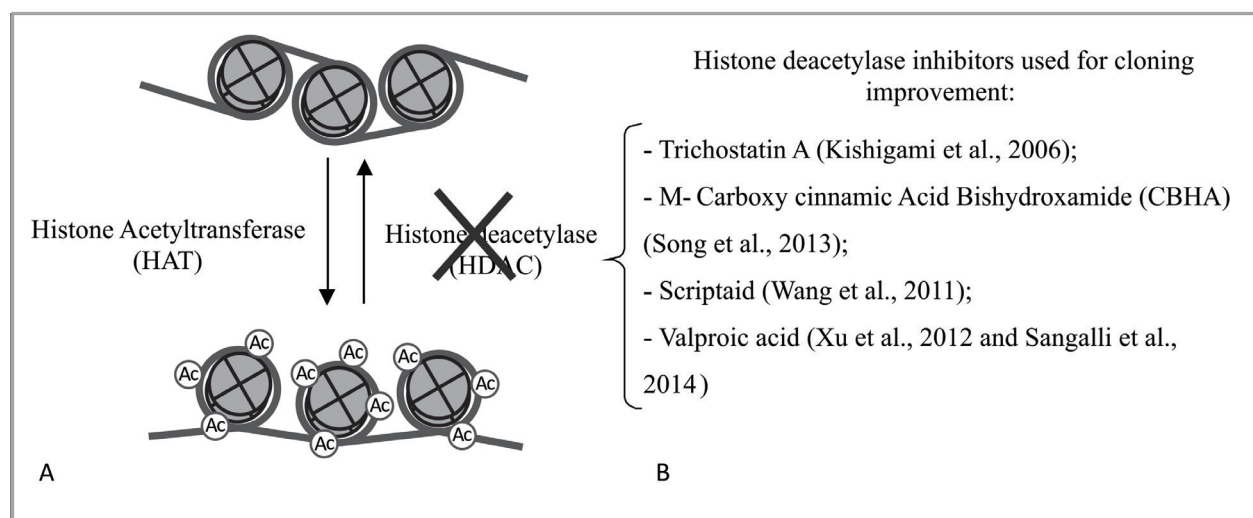 Histone Acetyltransferase
(HAT)
Histone deacetylase
(HDAC)
Ac
Ac
Ac
Ac
Ac
Ac
Ac
Ac
Ac
Ac
A
Histone deacetylase inhibitors used for cloning
improvement:
- Trichostatin A (Kishigami et al., 2006);
- M- Carboxy cinnamic Acid Bishydroxamide (CBHA)
(Song et al., 2013;
- Scriptaid (Wang et al., 2011);
- Valproic acid (Xu et al., 2012 and Sangalli et al.,
2014)
B